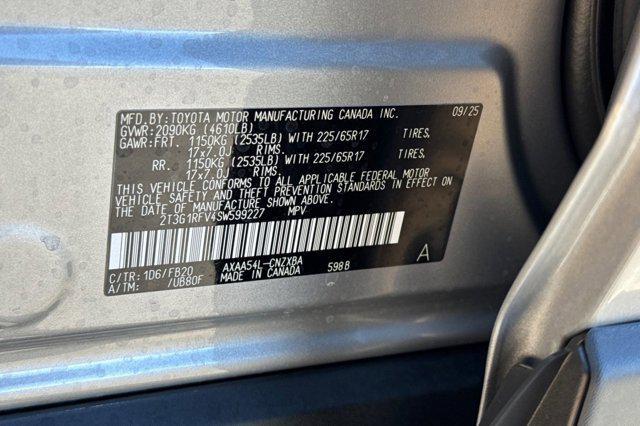 MFD.BY:TOYOTA MOTOR MANUFACTURING CANADA INC. 09/25
GVWR:2090KG (4610LB)
GAWR:FRT. 1150KG (2535LB) WITH 225/65R17 TIRES,
17x7.0J RIMS.
RR. 1150KG (2535LB) WITH 225/65R17 TIRES,
17x7.0J RIMS.
THIS VEHICLE CONFORMS TO ALL APPLICABLE FEDERAL MOTOR
VEHICLE SAFETY AND THEFT PREVENTION STANDARDS IN EFFECT ON
THE DATE OF MANUFACTURE SHOWN ABOVE.
2T3G1RFV4SW599227 MPV
C/TR:1D6/FB20 AXAA54L-CNZXBA 598B A
A/TM: /UB80F MADE IN CANADA